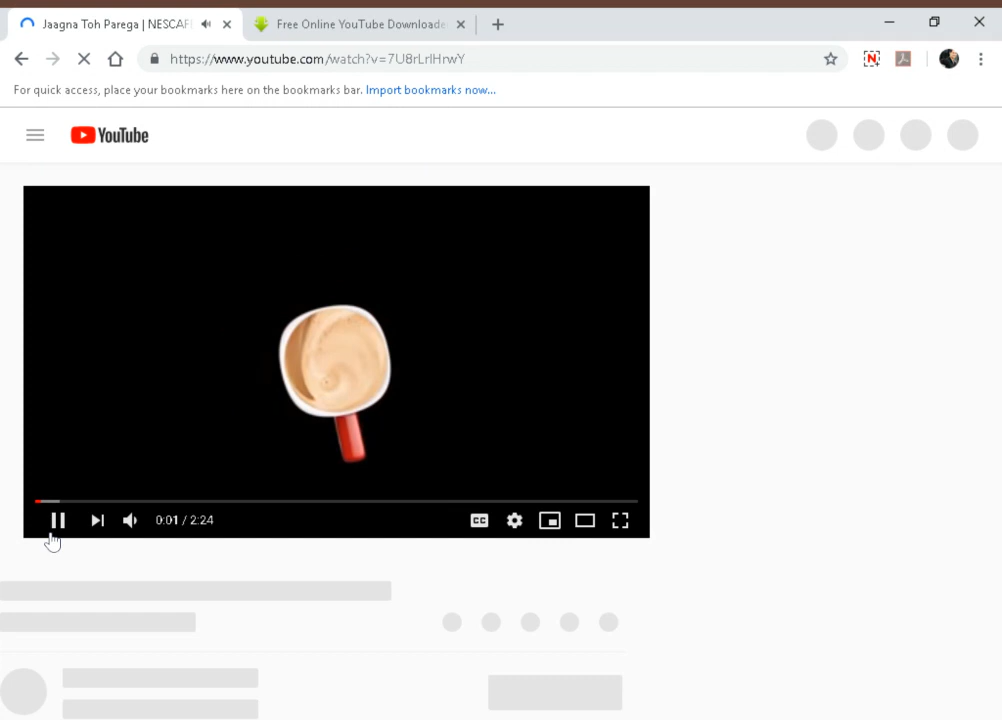 Jaagna Toh Parega | NESCAF
Free Online YouTube Downloade
https://www.youtube.com/watch?v=7U8rLrlHrwY
For quick access, place your bookmarks here on the bookmarks bar. Import bookmarks now...
YouTube
0:01 / 2:24
CC